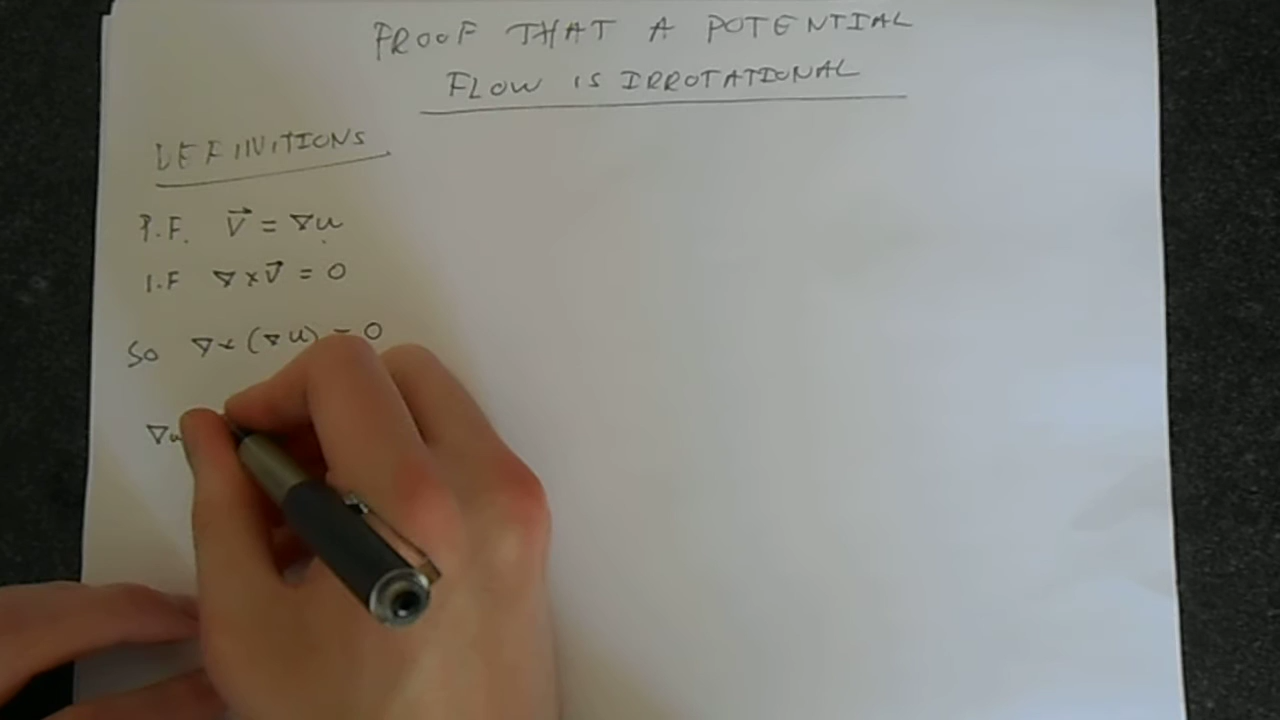 PROOF THAT A POTENTIAL
FLOW IS IRROTATIONAL
DEFINITIONS
P.F. V⃗ = ∇u
I.F ∇×V⃗ = 0
So ∇×(∇u) = 0
∇u